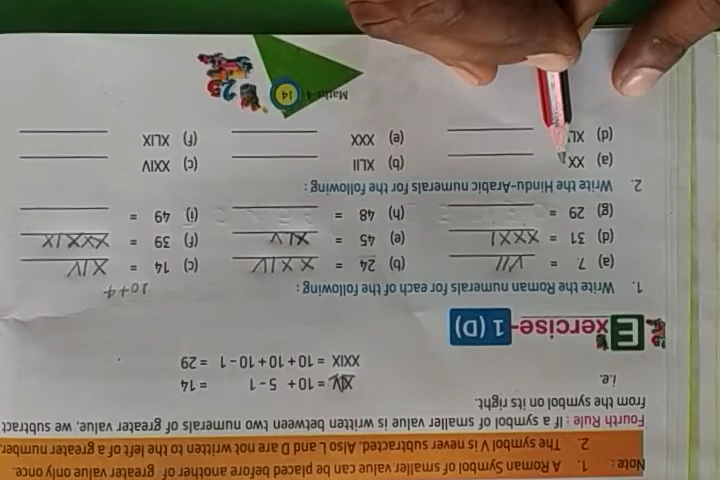 Note : 1. A Roman Symbol of smaller value can be placed before another of greater value only once.
2. The symbol V is never subtracted. Also L and D are not written to the left of a greater number
Fourth Rule : If a symbol of smaller value is written between two numerals of greater value, we subtract
from the symbol on its right.
i.e. XIV = 10 + 5 - 1 = 14
XXIX = 10 + 10 + 10 - 1 = 29
Exercise-1 (D)
1. Write the Roman numerals for each of the following :
10+4
(a) 7. = VII (b) 24 = XXIV (c) 14 = XIV
(d) 31 = XXXI (e) 45 = XLV (f) 39 = XXXIX
(g) 29 = (h) 48 = (i) 49 =
2. Write the Hindu-Arabic numerals for the following :
(a) (b) XLII (c) XXIV
(d) (e) XXX (f) XLIX
Maths-4 14